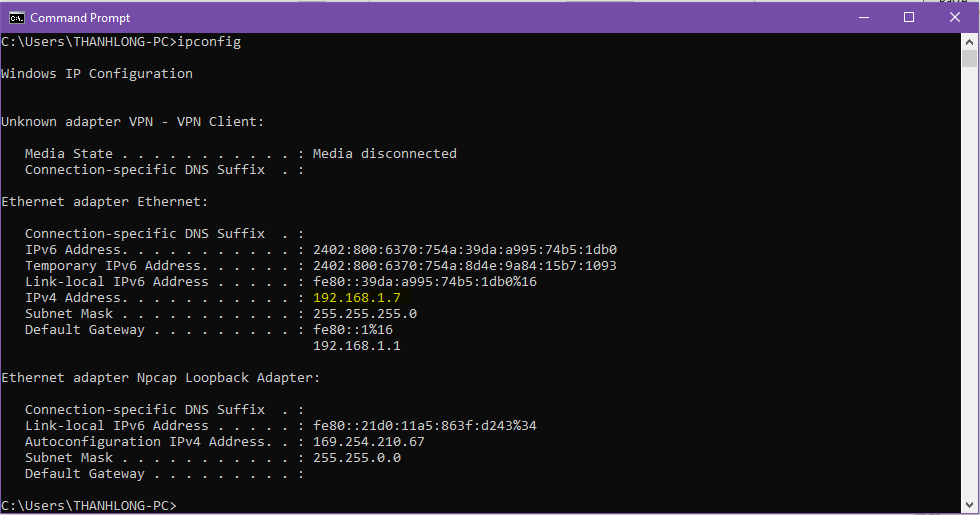 Command Prompt
C:\Users\THANHLONG-PC>ipconfig
Windows IP Configuration
Unknown adapter VPN - VPN Client:
   Media State . . . . . . . . . . . : Media disconnected
   Connection-specific DNS Suffix  . :
Ethernet adapter Ethernet:
   Connection-specific DNS Suffix  . :
   IPv6 Address. . . . . . . . . . . : 2402:800:6370:754a:39da:a995:74b5:1db0
   Temporary IPv6 Address. . . . . . : 2402:800:6370:754a:8d4e:9a84:15b7:1093
   Link-local IPv6 Address . . . . . : fe80::39da:a995:74b5:1db0%16
   IPv4 Address. . . . . . . . . . . : 192.168.1.7
   Subnet Mask . . . . . . . . . . . : 255.255.255.0
   Default Gateway . . . . . . . . . : fe80::1%16
                                       192.168.1.1
Ethernet adapter Npcap Loopback Adapter:
   Connection-specific DNS Suffix  . :
   Link-local IPv6 Address . . . . . : fe80::21d0:11a5:863f:d243%34
   Autoconfiguration IPv4 Address. . : 169.254.210.67
   Subnet Mask . . . . . . . . . . . : 255.255.0.0
   Default Gateway . . . . . . . . . :
C:\Users\THANHLONG-PC>